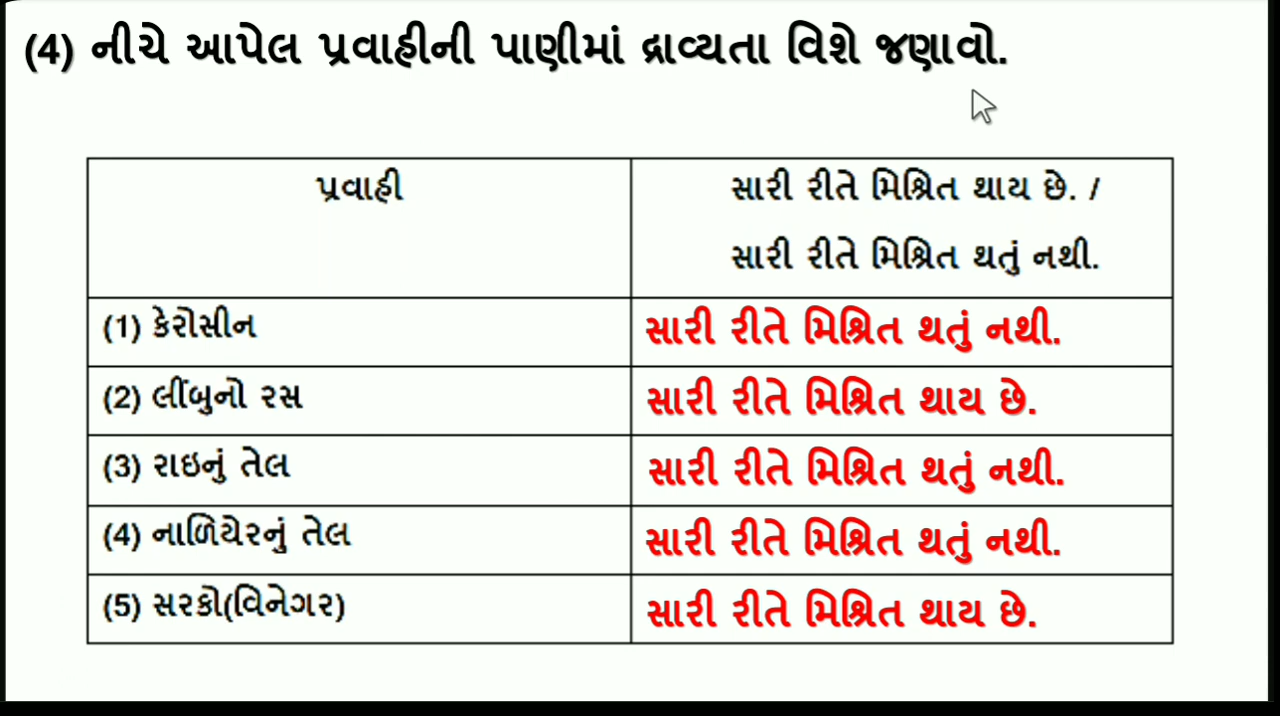 (4) નીચે આપેલ પ્રવાહીની પાણીમાં દ્રાવ્યતા વિશે જણાવો.
પ્રવાહી
સારી રીતે મિશ્રિત થાય છે. /
સારી રીતે મિશ્રિત થતું નથી.
(1) કેરોસીન
સારી રીતે મિશ્રિત થતું નથી.
(2) લીંબુનો રસ
સારી રીતે મિશ્રિત થાય છે.
(3) રાઇનું તેલ
સારી રીતે મિશ્રિત થતું નથી.
(4) નાળિયેરનું તેલ
સારી રીતે મિશ્રિત થતું નથી.
(5) સરકો(વિનેગર)
સારી રીતે મિશ્રિત થાય છે.